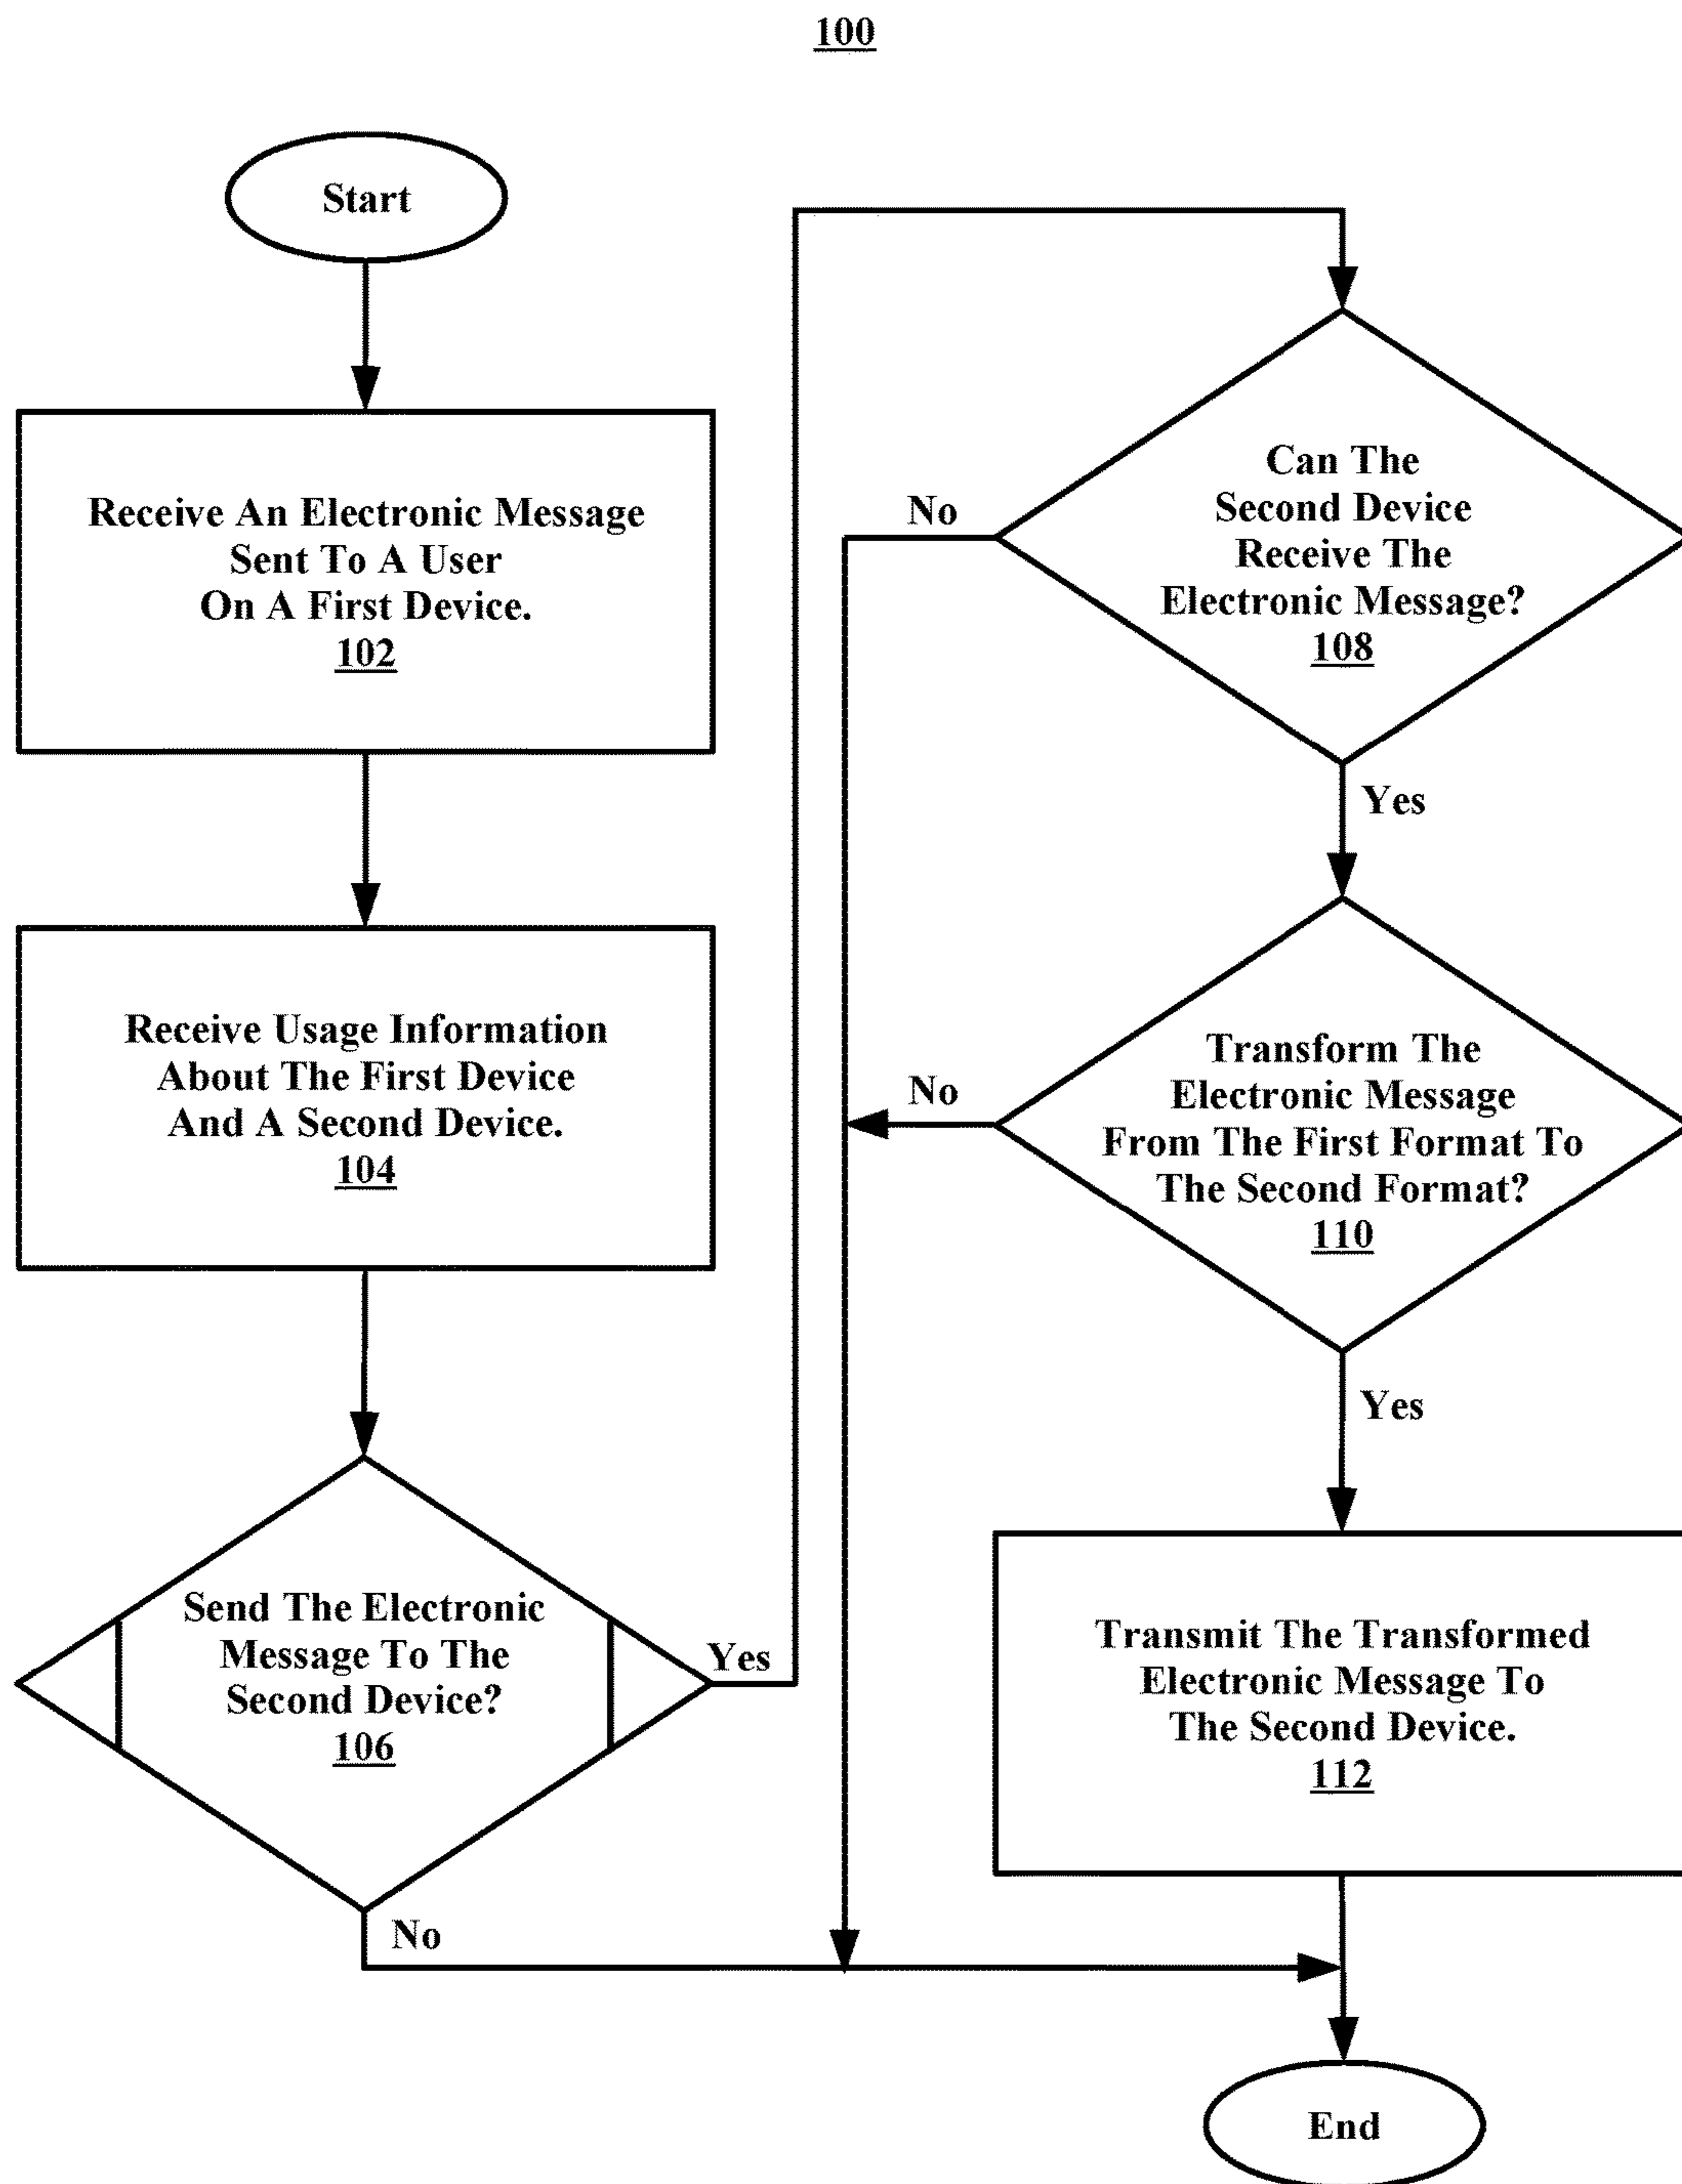 100
Start
Receive An Electronic Message
Sent To A User
On A First Device.
102
Receive Usage Information
About The First Device
And A Second Device.
104
Send The Electronic
Message To The
Second Device?
106
Yes
No
Can The
Second Device
Receive The
Electronic Message?
108
No
Yes
Transform The
Electronic Message
From The First Format To
The Second Format?
110
No
Yes
Transmit The Transformed
Electronic Message To
The Second Device.
112
End